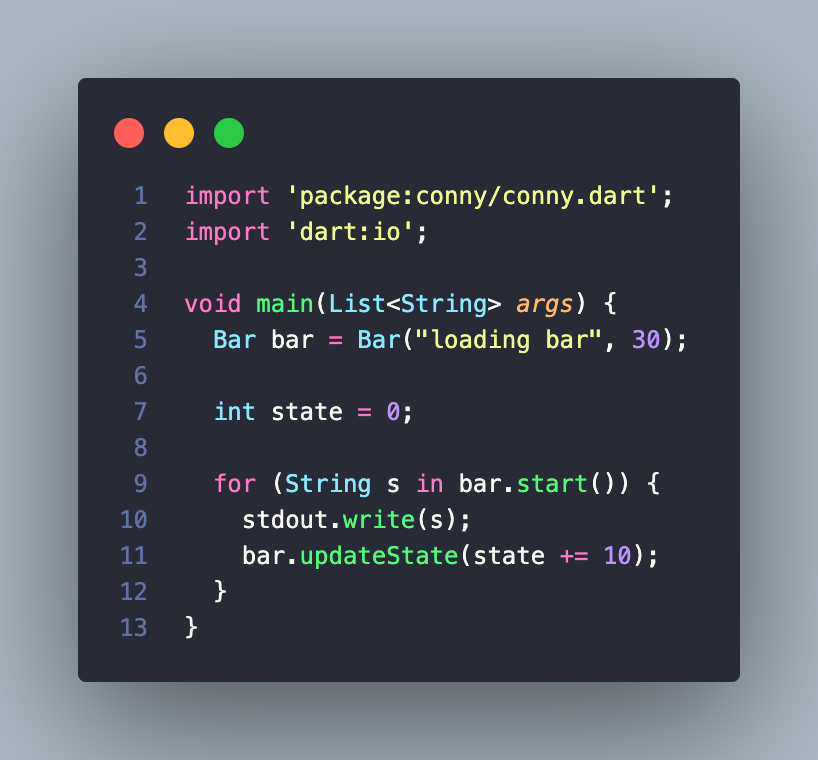 1 import 'package:conny/conny.dart';
2 import 'dart:io';
3
4 void main(List<String> args) {
5   Bar bar = Bar("loading bar", 30);
6
7   int state = 0;
8
9   for (String s in bar.start()) {
10     stdout.write(s);
11     bar.updateState(state += 10);
12   }
13 }